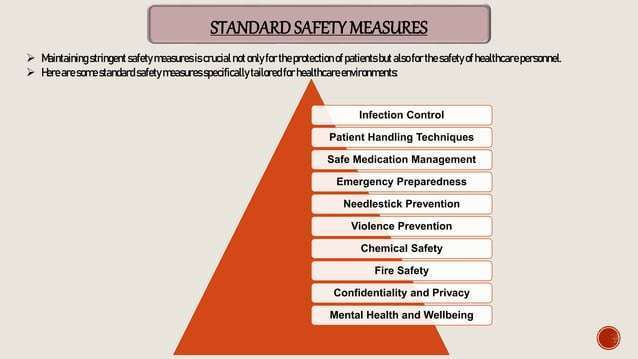 STANDARD SAFETY MEASURES
Maintaining stringent safety measures is crucial not only for the protection of patients but also for the safety of healthcare personnel.
Here are some standard safety measures specifically tailored for healthcare environments:
Infection Control
Patient Handling Techniques
Safe Medication Management
Emergency Preparedness
Needlestick Prevention
Violence Prevention
Chemical Safety
Fire Safety
Confidentiality and Privacy
Mental Health and Wellbeing